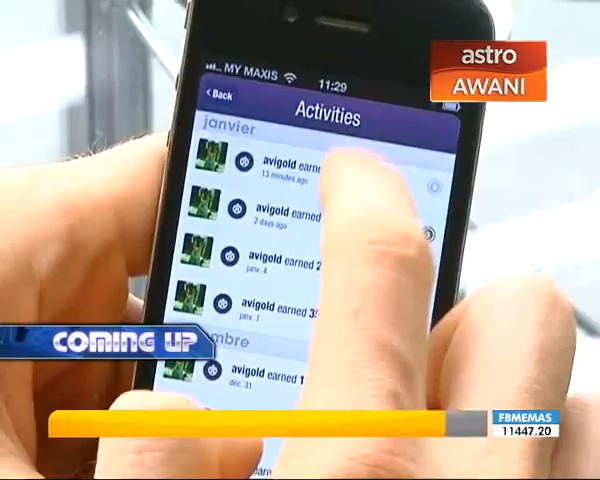 MY MAXIS
11:29
astro
AWANI
Back
Activities
janvier
avigold earned
13 minutes ago
avigold earned
2 days ago
avigold earned 2
janv. 4
avigold earned 3
janv. 1
COMING UP
mbre
avigold earned 1
déc. 31
FBMEMAS
11447.20